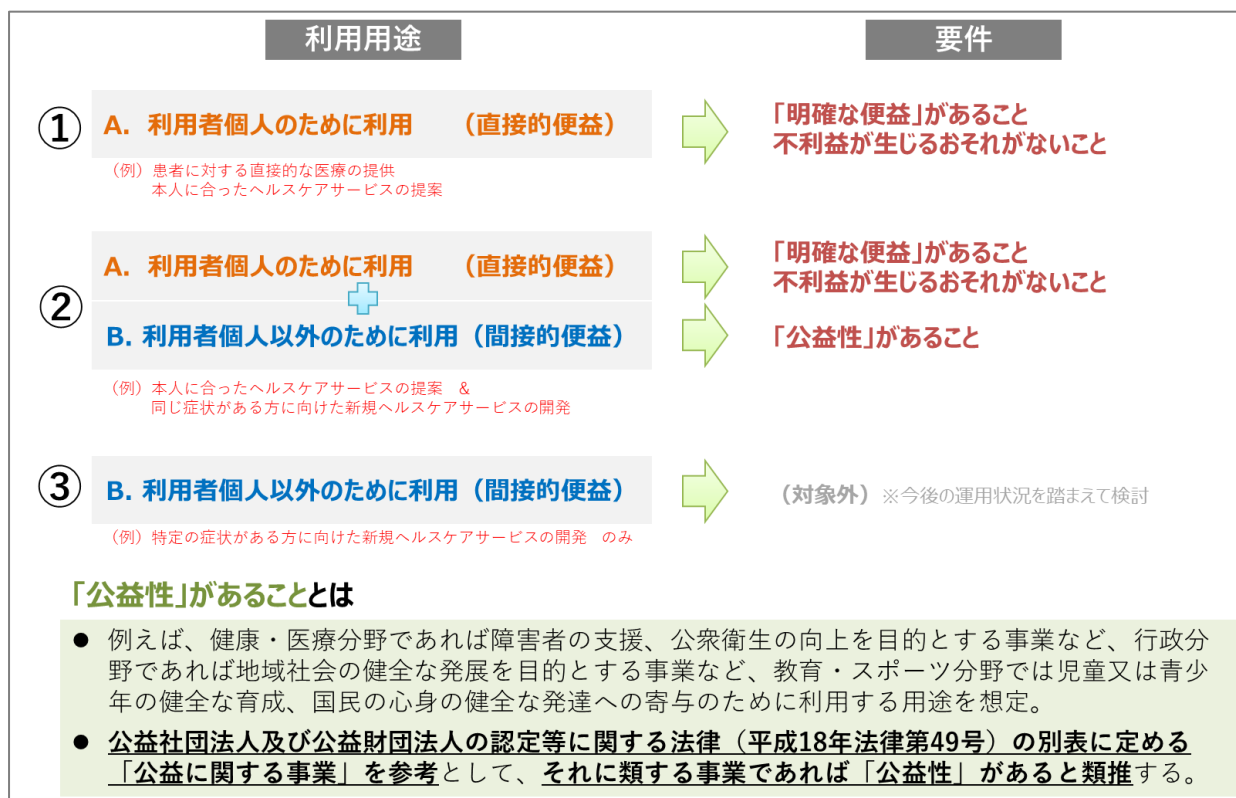 利用用途
要件
① A. 利用者個人のために利用 (直接的便益)
「明確な便益」があること
不利益が生じるおそれがないこと
(例) 患者に対する直接的な医療の提供
本人に合ったヘルスケアサービスの提案
②
A. 利用者個人のために利用 (直接的便益)
「明確な便益」があること
不利益が生じるおそれがないこと
B. 利用者個人以外のために利用 (間接的便益)
「公益性」があること
(例) 本人に合ったヘルスケアサービスの提案 &
同じ症状がある方に向けた新規ヘルスケアサービスの開発
③ B. 利用者個人以外のために利用 (間接的便益)
(対象外) ※今後の運用状況を踏まえて検討
(例) 特定の症状がある方に向けた新規ヘルスケアサービスの開発 のみ
「公益性」があることとは
● 例えば、健康・医療分野であれば障害者の支援、公衆衛生の向上を目的とする事業など、行政分
野であれば地域社会の健全な発展を目的とする事業など、教育・スポーツ分野では児童又は青少
年の健全な育成、国民の心身の健全な発達への寄与のために利用する用途を想定。
● 公益社団法人及び公益財団法人の認定等に関する法律（平成18年法律第49号）の別表に定める
「公益に関する事業」を参考として、それに類する事業であれば「公益性」があると類推する。